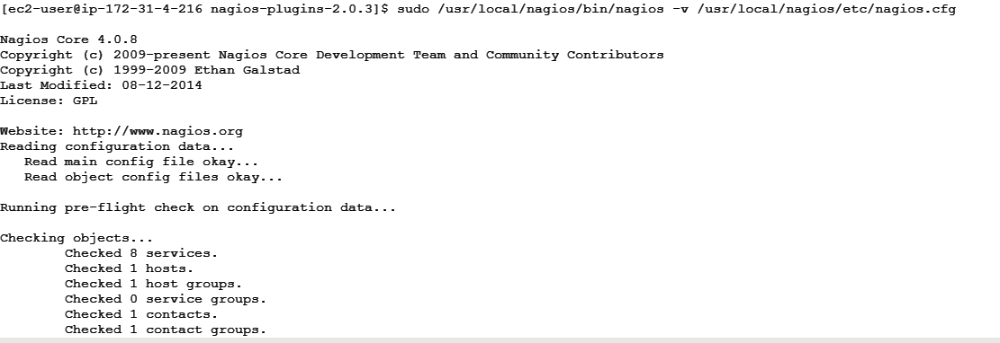 [ec2-user@ip-172-31-4-216 nagios-plugins-2.0.3]$ sudo /usr/local/nagios/bin/nagios -v /usr/local/nagios/etc/nagios.cfg
Nagios Core 4.0.8
Copyright (c) 2009-present Nagios Core Development Team and Community Contributors
Copyright (c) 1999-2009 Ethan Galstad
Last Modified: 08-12-2014
License: GPL
Website: http://www.nagios.org
Reading configuration data...
Read main config file okay...
Read object config files okay...
Running pre-flight check on configuration data...
Checking objects...
Checked 8 services.
Checked 1 hosts.
Checked 1 host groups.
Checked 0 service groups.
Checked 1 contacts.
Checked 1 contact groups.